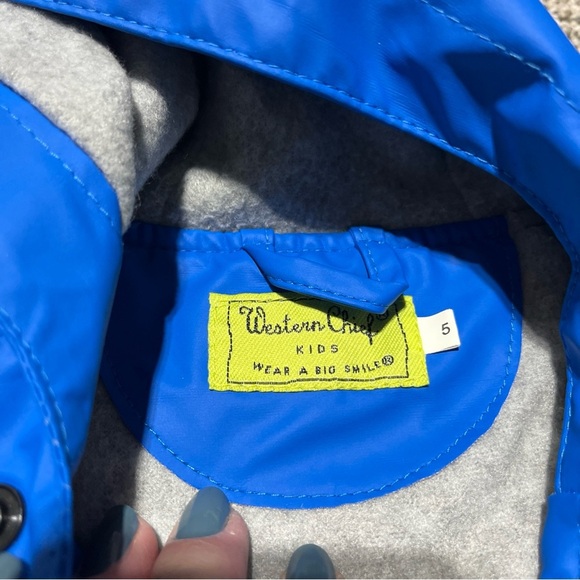 Western Chief®
KIDS
WEAR A BIG SMILE®
5